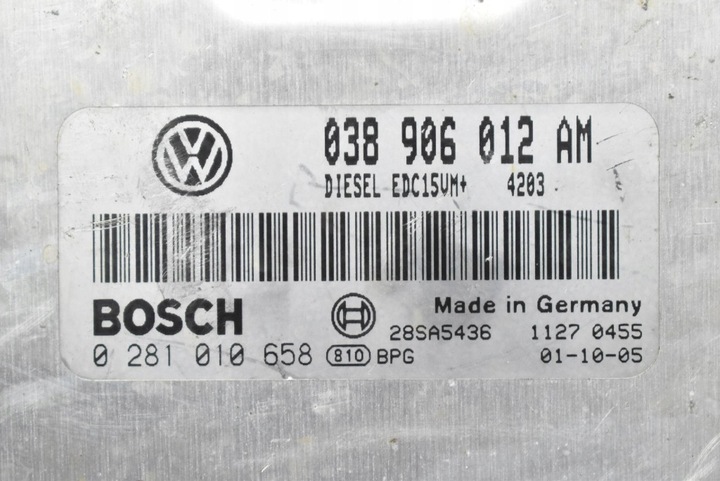 038 906 012 AM
DIESEL EDC15VM+ 4203
BOSCH Made in Germany
28SA5436 1127 0455
0 281 010 658 810 BPG 01-10-05